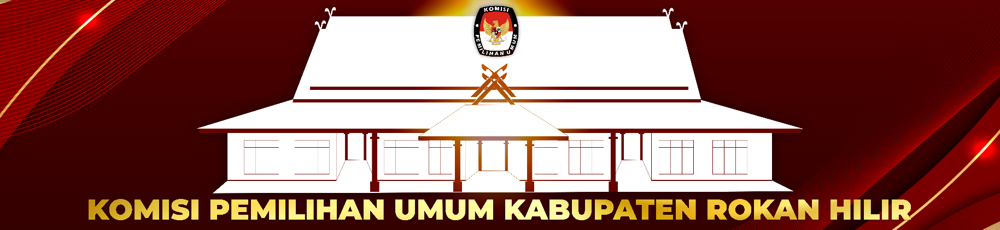 KOMISI
PEMILIHAN UMUM
KOMISI PEMILIHAN UMUM KABUPATEN ROKAN HILIR